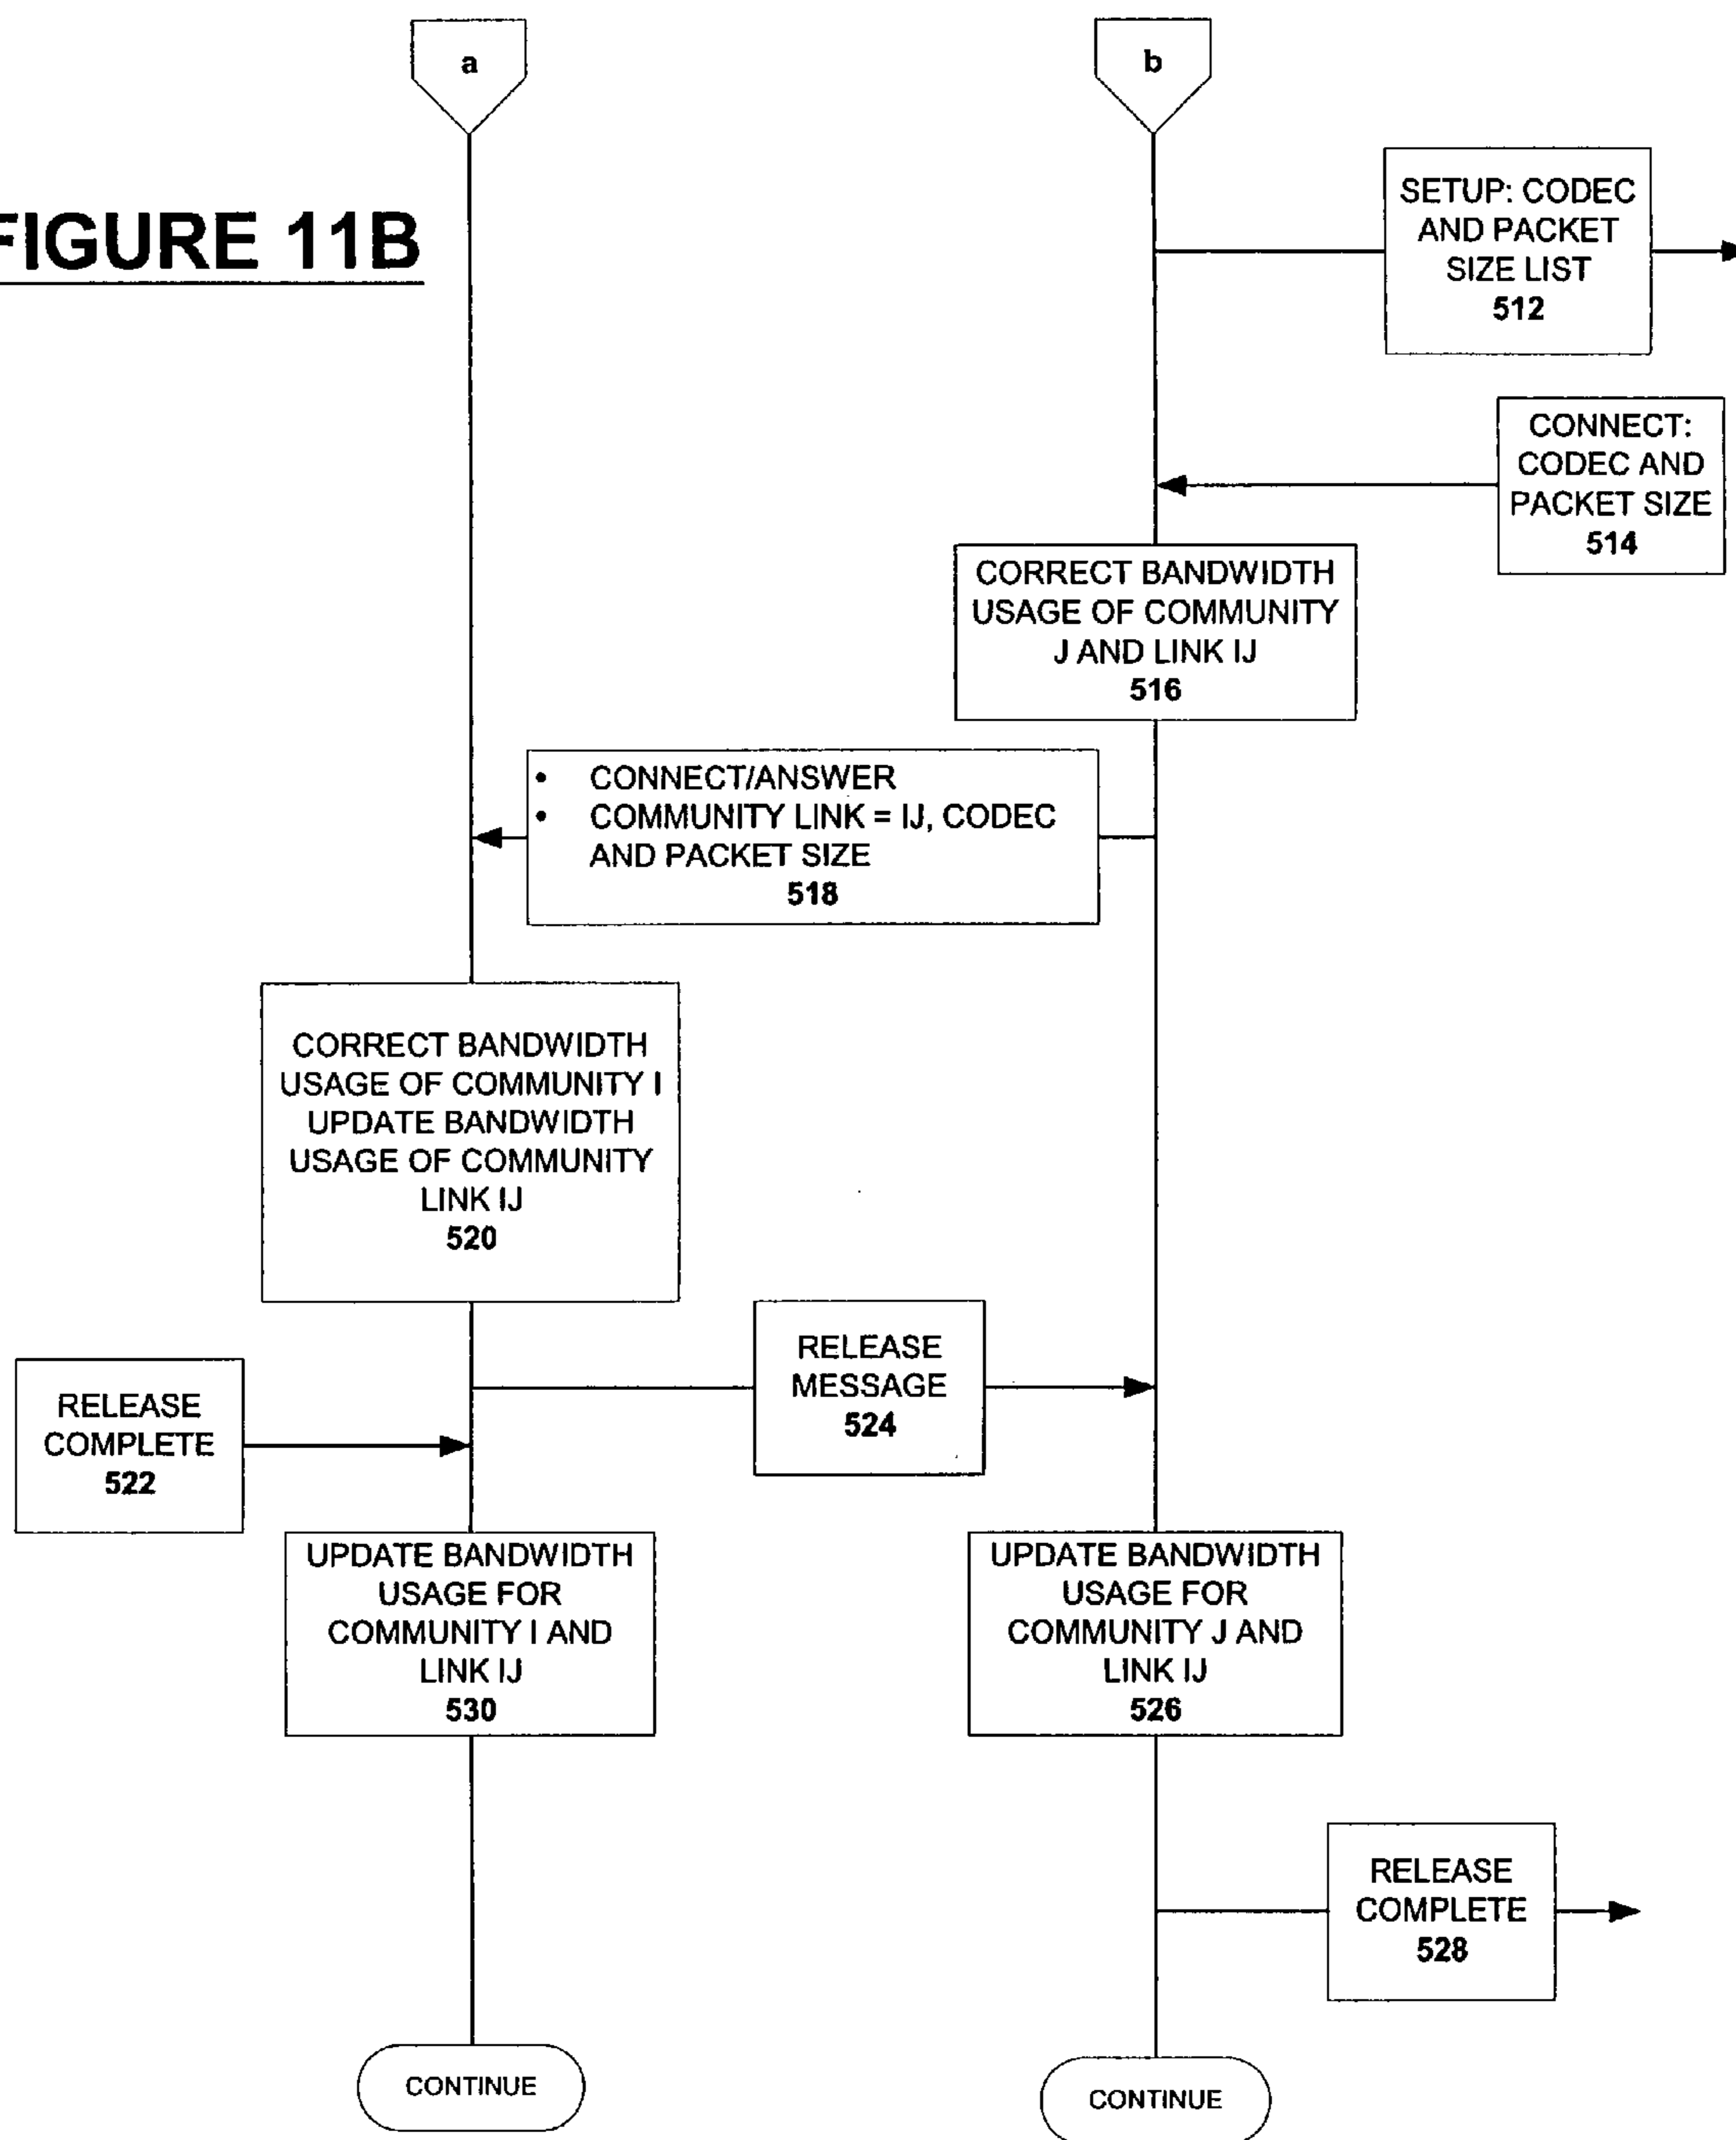 a
b
FIGURE 11B
SETUP: CODEC
AND PACKET
SIZE LIST
512
CONNECT:
CODEC AND
PACKET SIZE
514
CORRECT BANDWIDTH
USAGE OF COMMUNITY
J AND LINK IJ
516
• CONNECT/ANSWER
• COMMUNITY LINK = IJ, CODEC
AND PACKET SIZE
518
CORRECT BANDWIDTH
USAGE OF COMMUNITY I
UPDATE BANDWIDTH
USAGE OF COMMUNITY
LINK IJ
520
RELEASE
MESSAGE
524
RELEASE
COMPLETE
522
UPDATE BANDWIDTH
USAGE FOR
COMMUNITY I AND
LINK IJ
530
UPDATE BANDWIDTH
USAGE FOR
COMMUNITY J AND
LINK IJ
526
RELEASE
COMPLETE
528
CONTINUE
CONTINUE